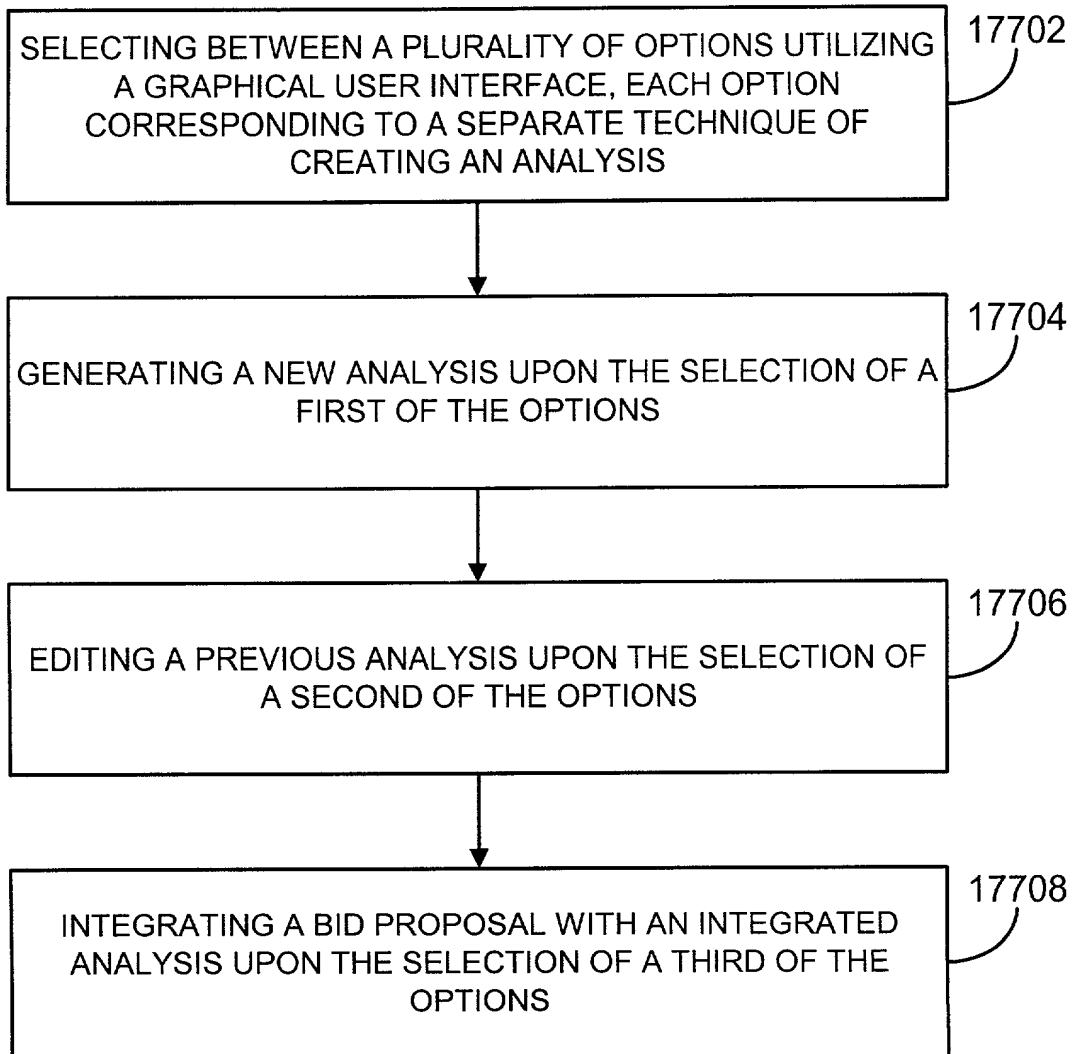 SELECTING BETWEEN A PLURALITY OF OPTIONS UTILIZING
A GRAPHICAL USER INTERFACE, EACH OPTION
CORRESPONDING TO A SEPARATE TECHNIQUE OF
CREATING AN ANALYSIS
17702
GENERATING A NEW ANALYSIS UPON THE SELECTION OF A
FIRST OF THE OPTIONS
17704
EDITING A PREVIOUS ANALYSIS UPON THE SELECTION OF
A SECOND OF THE OPTIONS
17706
INTEGRATING A BID PROPOSAL WITH AN INTEGRATED
ANALYSIS UPON THE SELECTION OF A THIRD OF THE
OPTIONS
17708